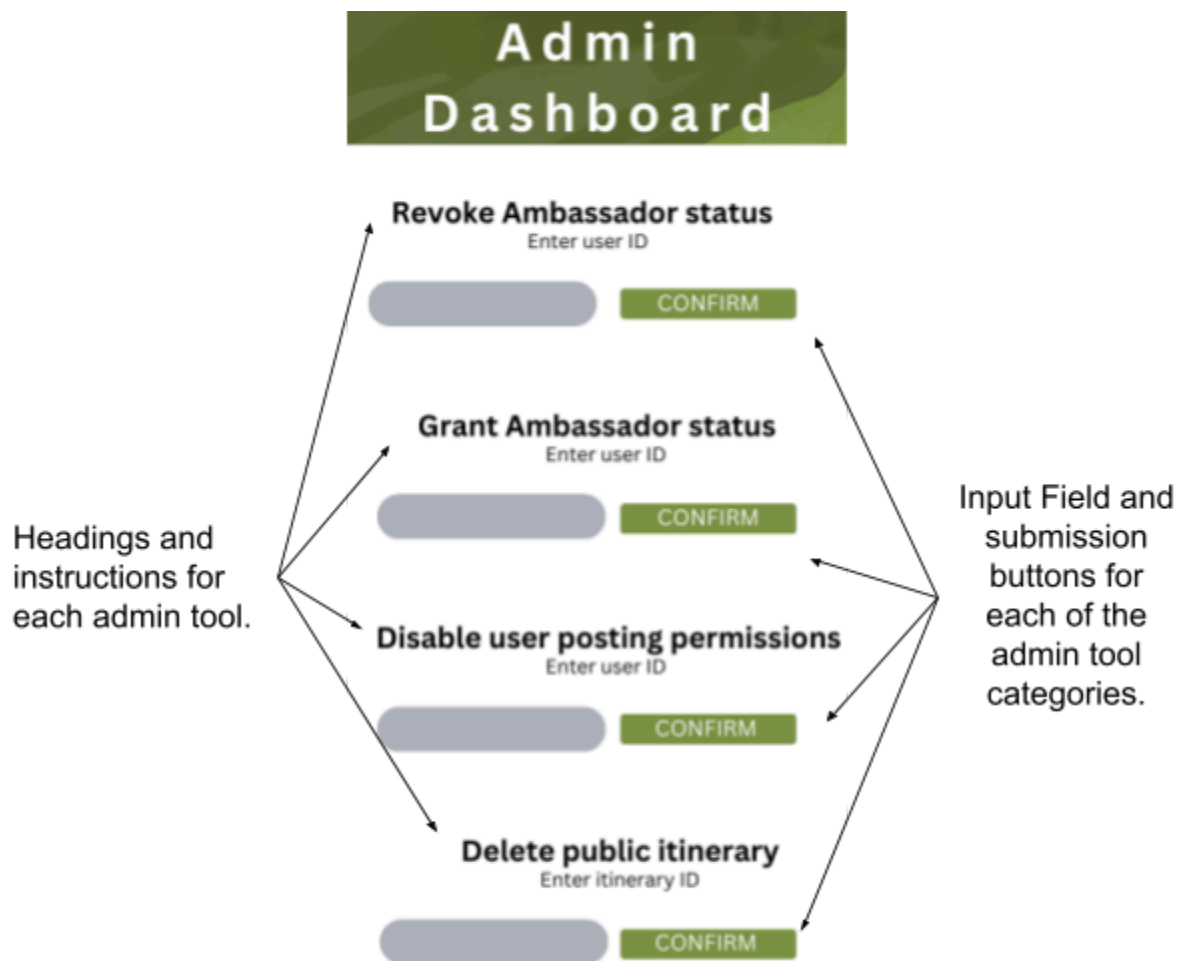 Admin
Dashboard
Revoke Ambassador status
Enter user ID
CONFIRM
Grant Ambassador status
Enter user ID
CONFIRM
Headings and
instructions for
each admin tool.
Input Field and
submission
buttons for
each of the
admin tool
categories.
Disable user posting permissions
Enter user ID
CONFIRM
Delete public itinerary
Enter itinerary ID
CONFIRM